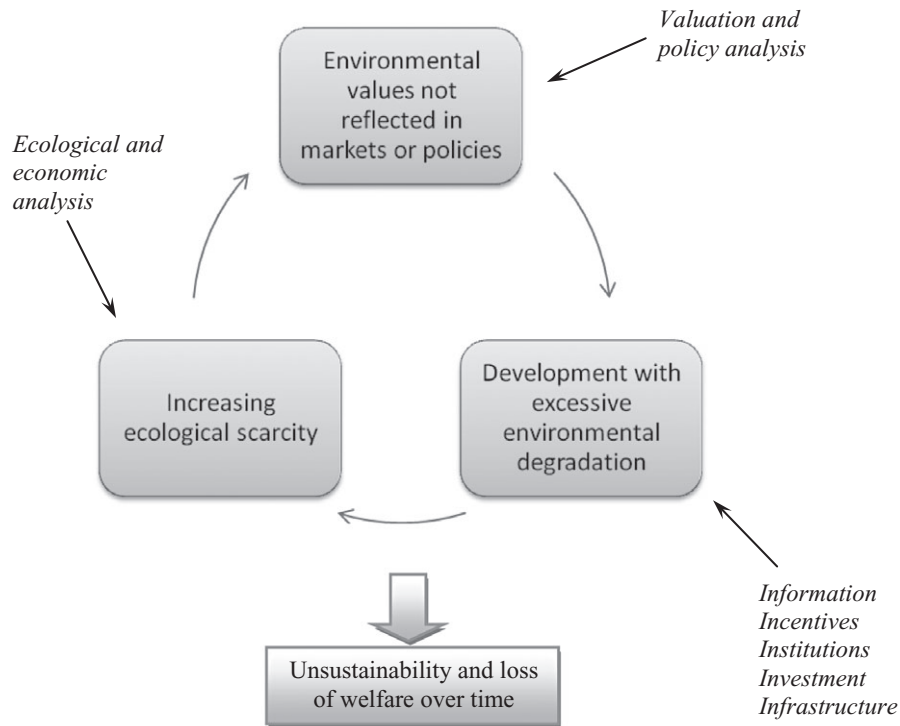 Valuation and
policy analysis
Environmental
values not
reflected in
markets or policies
Ecological and
economic
analysis
Increasing
ecological scarcity
Development with
excessive
environmental
degradation
Information
Incentives
Institutions
Investment
Infrastructure
Unsustainability and loss
of welfare over time